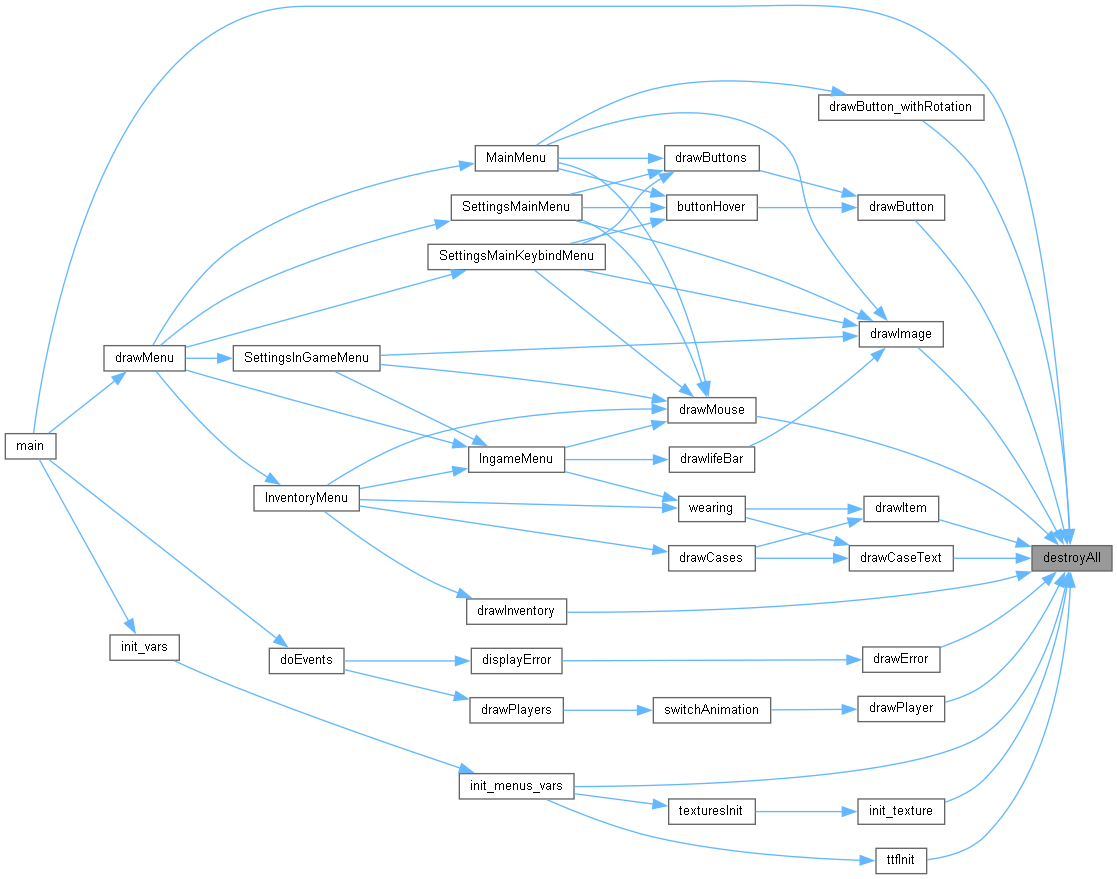 drawButton_withRotation
MainMenu
drawButtons
SettingsMainMenu
buttonHover
drawButton
SettingsMainKeybindMenu
drawImage
drawMenu
SettingsInGameMenu
drawMouse
main
IngameMenu
drawlifeBar
InventoryMenu
wearing
drawItem
drawCases
drawCaseText
destroyAll
drawInventory
init_vars
doEvents
displayError
drawError
drawPlayers
switchAnimation
drawPlayer
init_menus_vars
texturesInit
init_texture
ttfInit